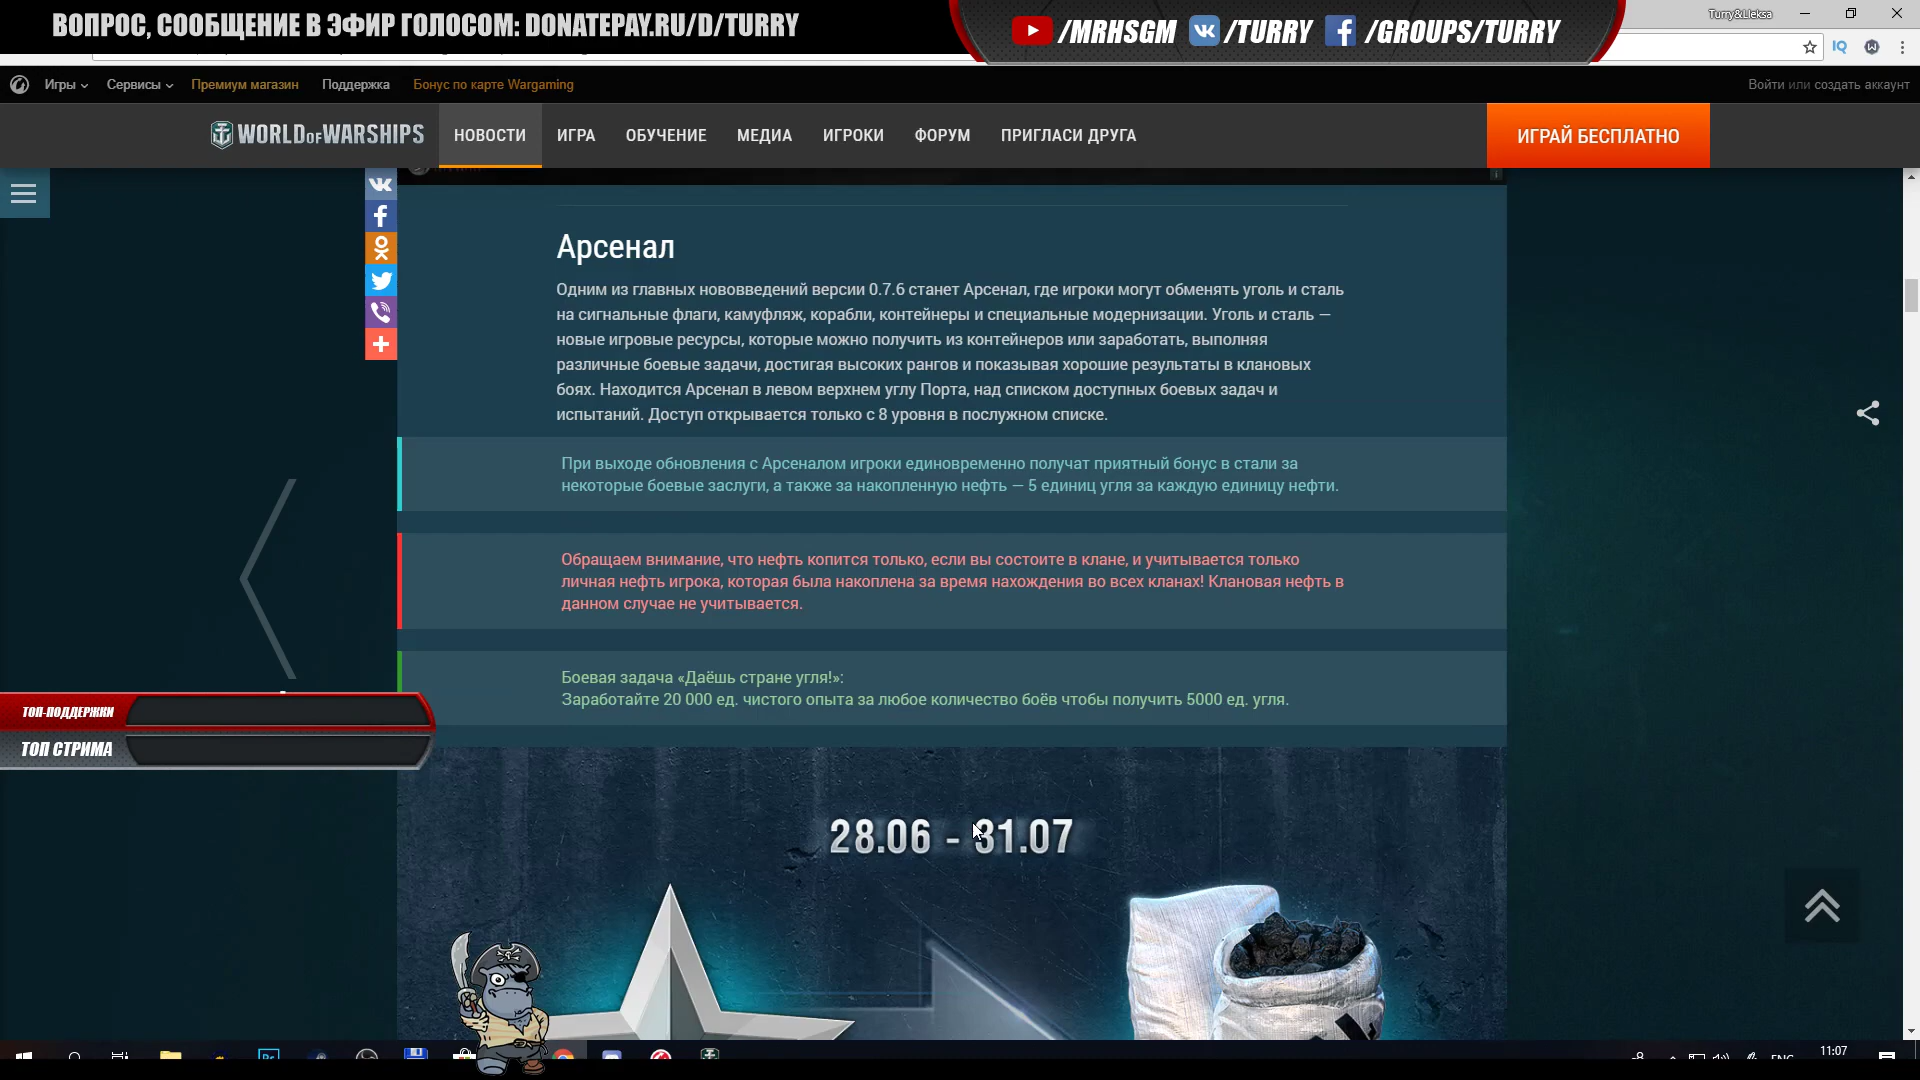 ВОПРОС, СООБЩЕНИЕ В ЭФИР ГОЛОСОМ: DONATEPAY.RU/D/TURRY
/MRHSGM /TURRY /GROUPS/TURRY
Turry&Lleksa
IQ
Игры Сервисы Премиум магазин Поддержка Бонус по карте Wargaming
Войти или создать аккаунт
WORLD OF WARSHIPS
НОВОСТИ ИГРА ОБУЧЕНИЕ МЕДИА ИГРОКИ ФОРУМ ПРИГЛАСИ ДРУГА
ИГРАЙ БЕСПЛАТНО
Арсенал
Одним из главных нововведений версии 0.7.6 станет Арсенал, где игроки могут обменять уголь и сталь
на сигнальные флаги, камуфляж, корабли, контейнеры и специальные модернизации. Уголь и сталь —
новые игровые ресурсы, которые можно получить из контейнеров или заработать, выполняя
различные боевые задачи, достигая высоких рангов и показывая хорошие результаты в клановых
боях. Находится Арсенал в левом верхнем углу Порта, над списком доступных боевых задач и
испытаний. Доступ открывается только с 8 уровня в послужном списке.
При выходе обновления с Арсеналом игроки единовременно получат приятный бонус в стали за
некоторые боевые заслуги, а также за накопленную нефть — 5 единиц угля за каждую единицу нефти.
Обращаем внимание, что нефть копится только, если вы состоите в клане, и учитывается только
личная нефть игрока, которая была накоплена за время нахождения во всех кланах! Клановая нефть в
данном случае не учитывается.
Боевая задача «Даёшь стране угля!»:
Заработайте 20 000 ед. чистого опыта за любое количество боёв чтобы получить 5000 ед. угля.
ТОП-ПОДДЕРЖКИ
ТОП СТРИМА
28.06 - 31.07
ENG
11:07